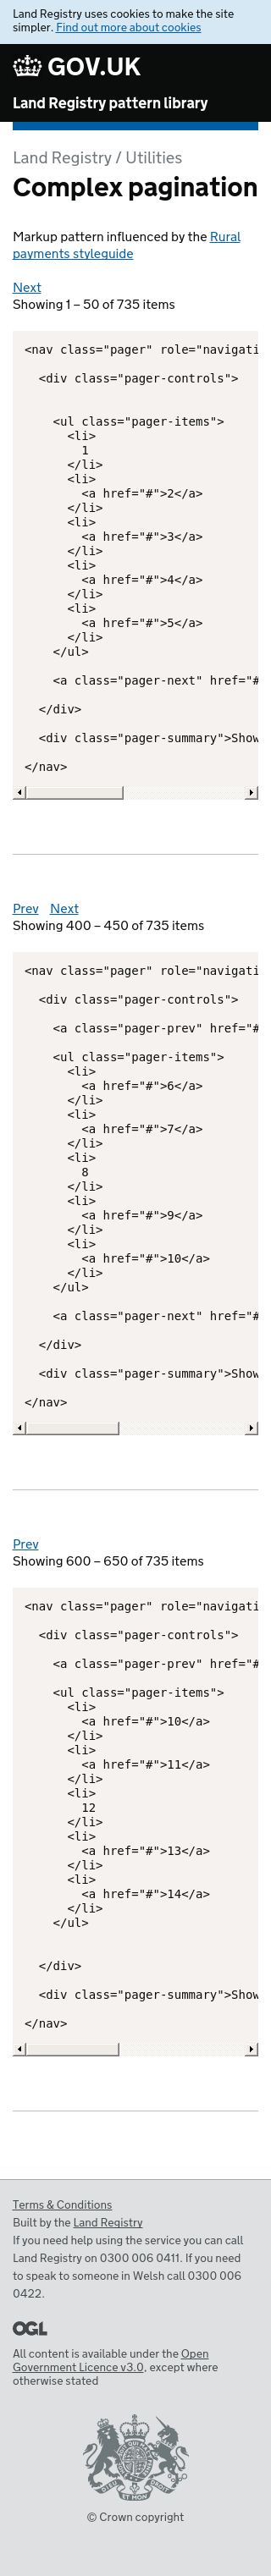 Land Registry uses cookies to make the site
simpler. Find out more about cookies
GOV.UK
Land Registry pattern library
Land Registry / Utilities
Complex pagination
Markup pattern influenced by the Rural
payments styleguide
Next
Showing 1 – 50 of 735 items
<nav class="pager" role="navigati
<div class="pager-controls">
<ul class="pager-items">
<li>
1
</li>
<li>
<a href="#">2</a>
</li>
<li>
<a href="#">3</a>
</li>
<li>
<a href="#">4</a>
</li>
<li>
<a href="#">5</a>
</li>
</ul>
<a class="pager-next" href="#
</div>
<div class="pager-summary">Show
</nav>
Prev Next
Showing 400 – 450 of 735 items
<nav class="pager" role="navigati
<div class="pager-controls">
<a class="pager-prev" href="#
<ul class="pager-items">
<li>
<a href="#">6</a>
</li>
<li>
<a href="#">7</a>
</li>
<li>
8
</li>
<li>
<a href="#">9</a>
</li>
<li>
<a href="#">10</a>
</li>
</ul>
<a class="pager-next" href="#
</div>
<div class="pager-summary">Show
</nav>
Prev
Showing 600 – 650 of 735 items
<nav class="pager" role="navigati
<div class="pager-controls">
<a class="pager-prev" href="#
<ul class="pager-items">
<li>
<a href="#">10</a>
</li>
<li>
<a href="#">11</a>
</li>
<li>
12
</li>
<li>
<a href="#">13</a>
</li>
<li>
<a href="#">14</a>
</li>
</ul>
</div>
<div class="pager-summary">Show
</nav>
Terms & Conditions
Built by the Land Registry
If you need help using the service you can call
Land Registry on 0300 006 0411. If you need
to speak to someone in Welsh call 0300 006
0422.
OGL
All content is available under the Open
Government Licence v3.0, except where
otherwise stated
© Crown copyright